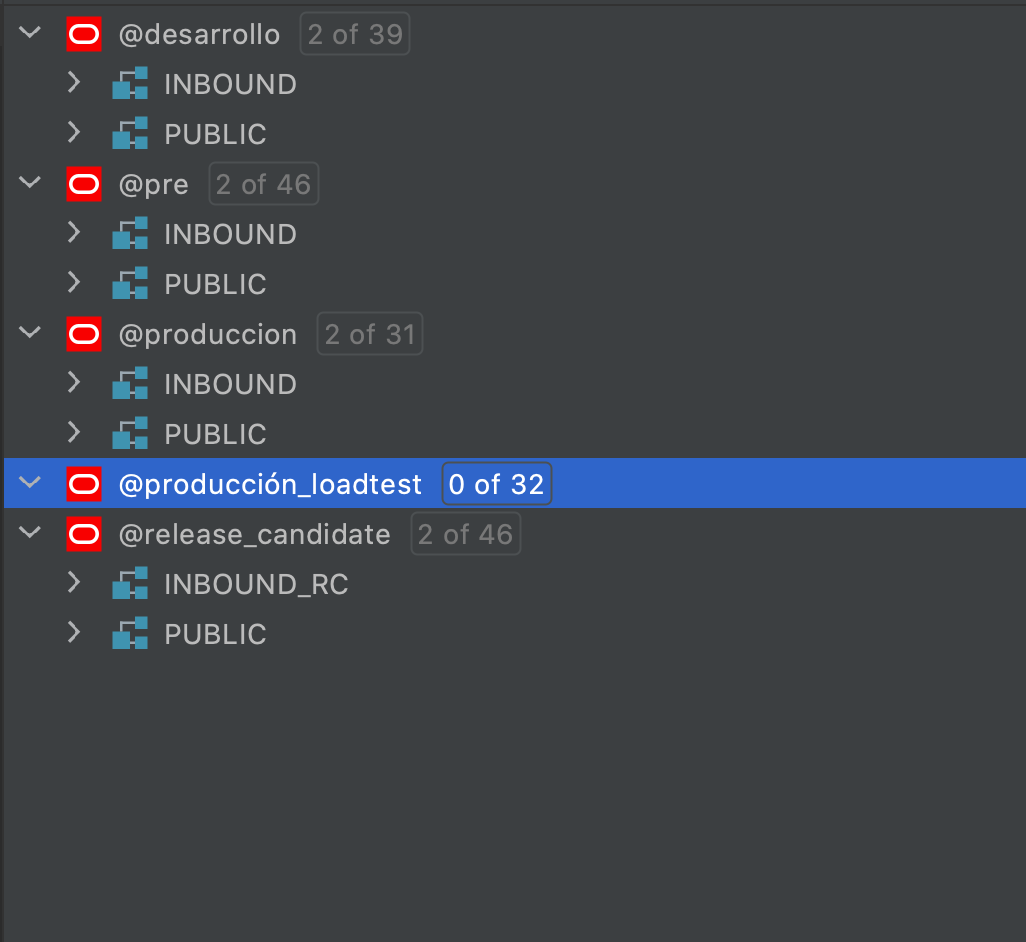 @desarrollo 2 of 39
INBOUND
PUBLIC
@pre 2 of 46
INBOUND
PUBLIC
@produccion 2 of 31
INBOUND
PUBLIC
@producción_loadtest 0 of 32
@release_candidate 2 of 46
INBOUND_RC
PUBLIC